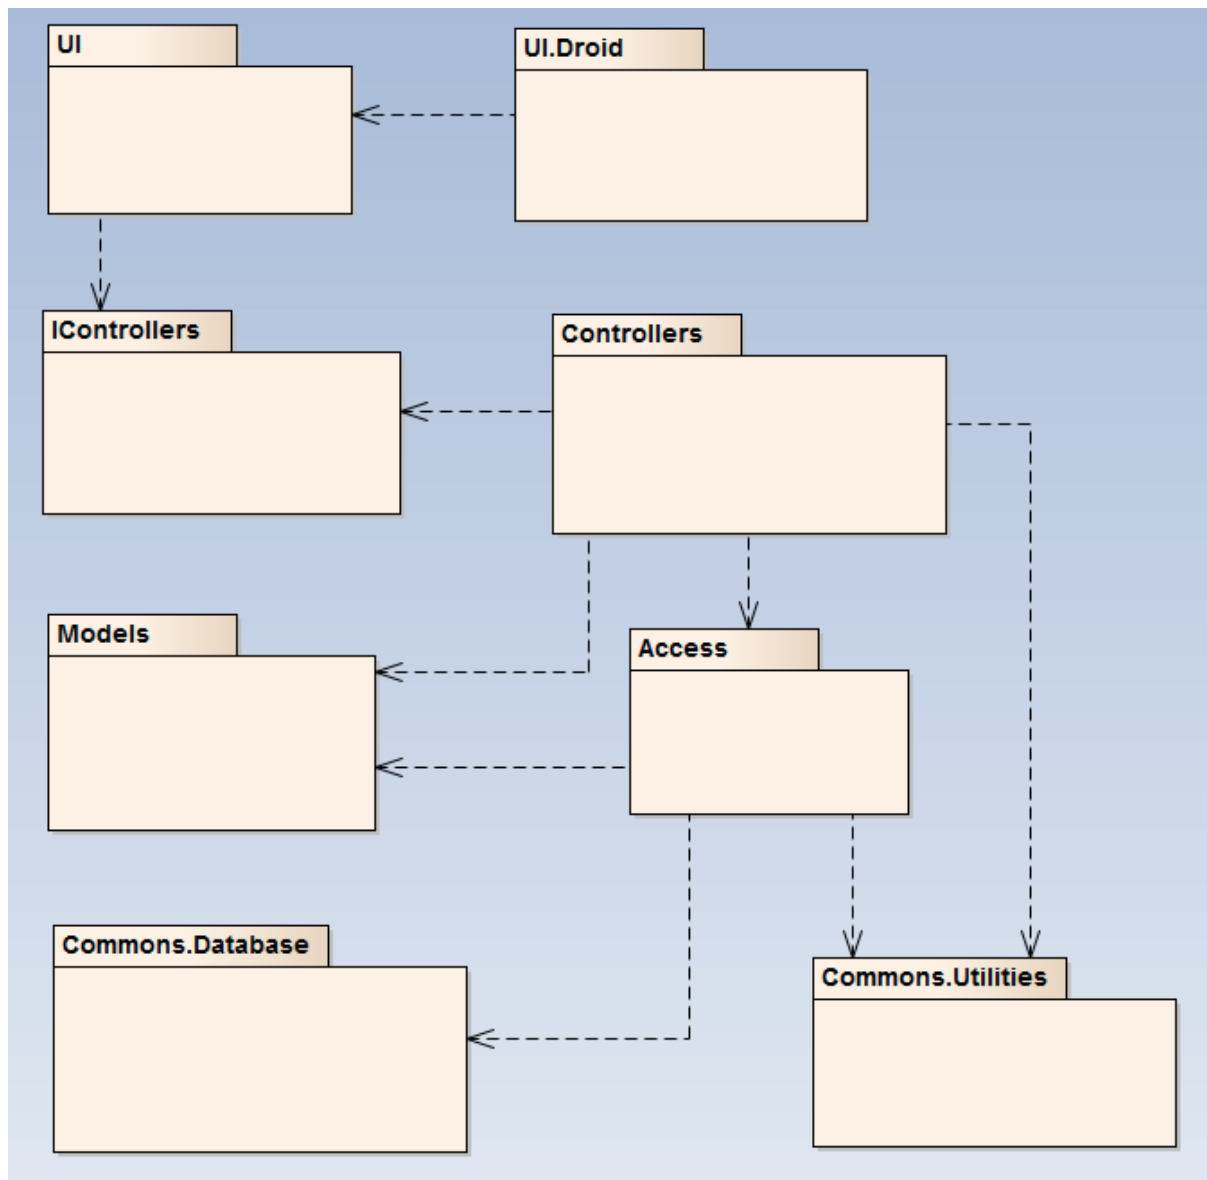 UI
UI.Droid
IControllers
Controllers
Models
Access
Commons.Database
Commons.Utilities